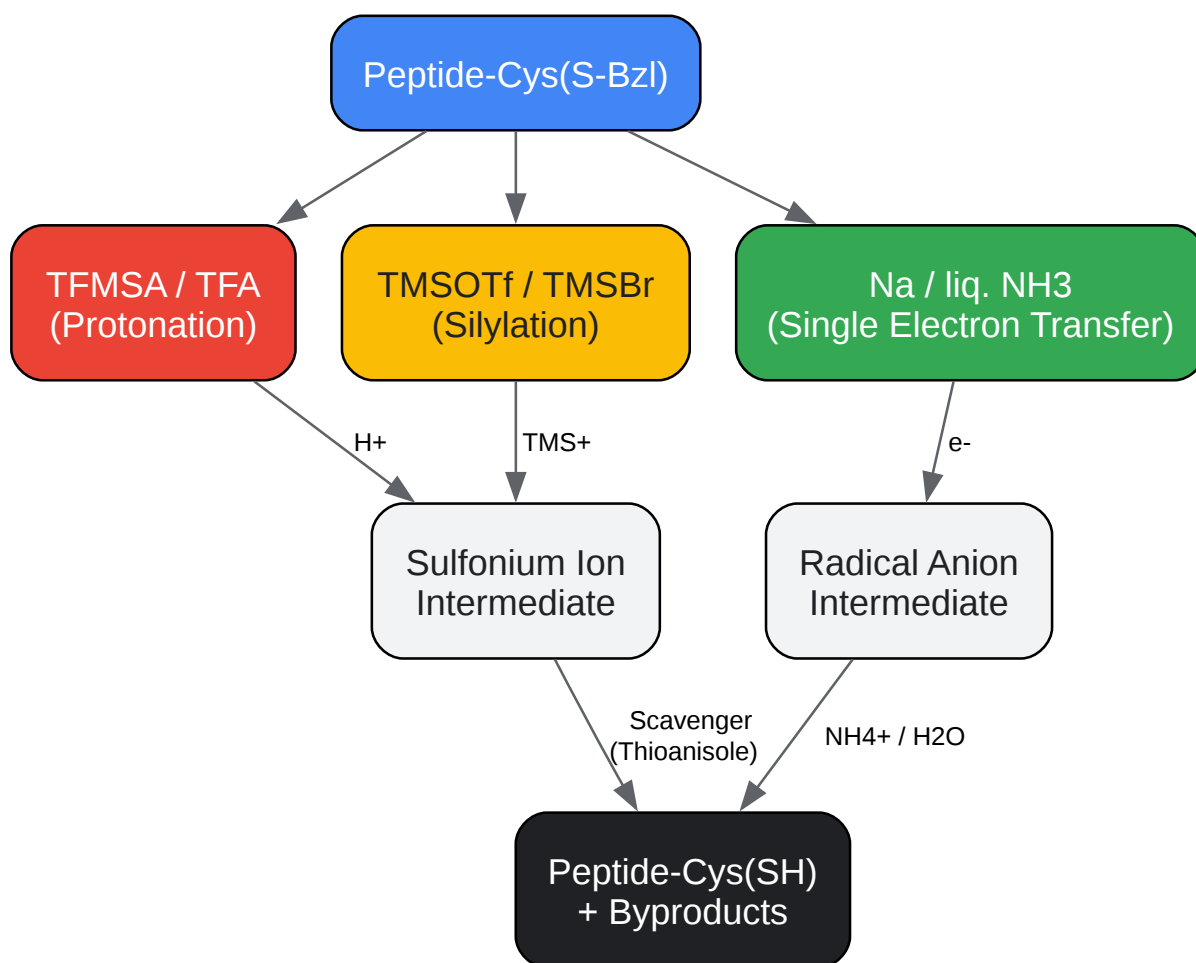 Peptide-Cys(S-Bzl)
TFMSA / TFA
(Protonation)
TMSOTf / TMSBr
(Silylation)
Na / liq. NH3
(Single Electron Transfer)
H+
TMS+
e-
Sulfonium Ion
Intermediate
Radical Anion
Intermediate
Scavenger
(Thioanisole)
NH4+ / H2O
Peptide-Cys(SH)
+ Byproducts